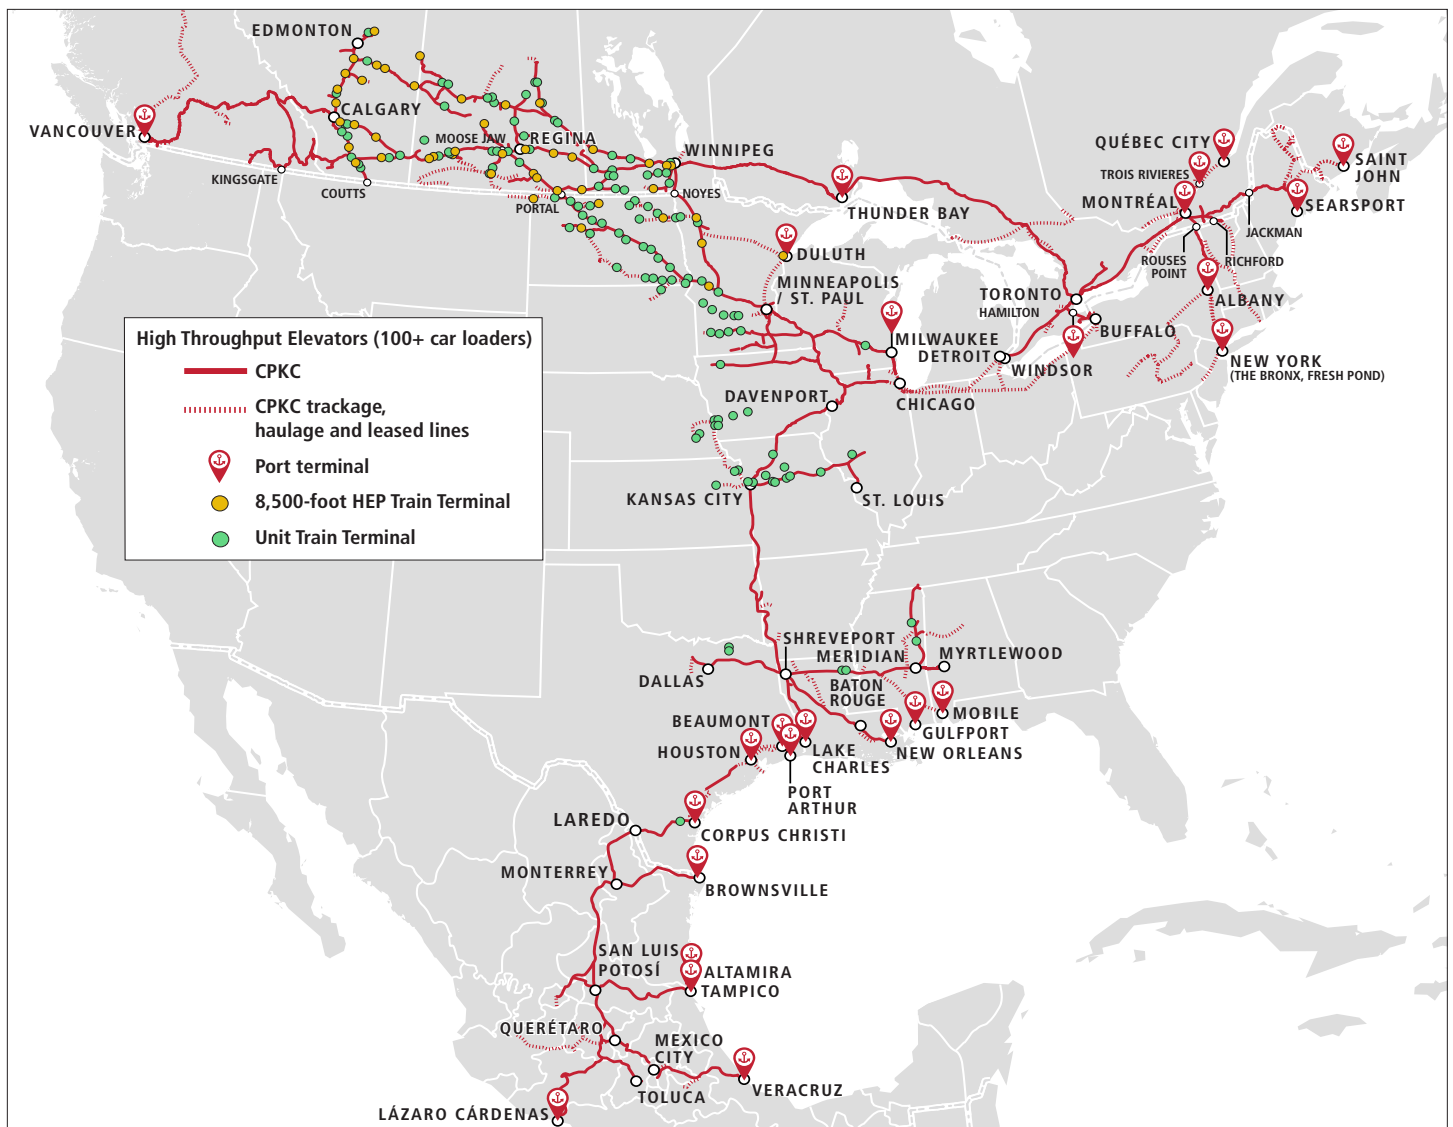 EDMONTON
CALGARY
VANCOUVER
MOOSE JAW
REGINA
WINNIPEG
KINGSGATE
COUTTS
PORTAL
NOYES
THUNDER BAY
DULUTH
MINNEAPOLIS
/ ST. PAUL
QUÉBEC CITY
TROIS RIVIERES
MONTRÉAL
SAINT
JOHN
SEARSPORT
JACKMAN
ROUSES
POINT
RICHFORD
TORONTO
HAMILTON
ALBANY
BUFFALO
MILWAUKEE
DETROIT
WINDSOR
NEW YORK
(THE BRONX, FRESH POND)
CHICAGO
DAVENPORT
High Throughput Elevators (100+ car loaders)
CPKC
CPKC trackage,
haulage and leased lines
Port terminal
8,500-foot HEP Train Terminal
Unit Train Terminal
KANSAS CITY
ST. LOUIS
SHREVEPORT
MERIDIAN
MYRTLEWOOD
DALLAS
BATON
ROUGE
BEAUMONT
MOBILE
GULFPORT
HOUSTON
LAKE
CHARLES
NEW ORLEANS
PORT
ARTHUR
LAREDO
CORPUS CHRISTI
MONTERREY
BROWNSVILLE
SAN LUIS
POTOSÍ
ALTAMIRA
TAMPICO
QUERÉTARO
MEXICO
CITY
TOLUCA
VERACRUZ
LÁZARO CÁRDENAS